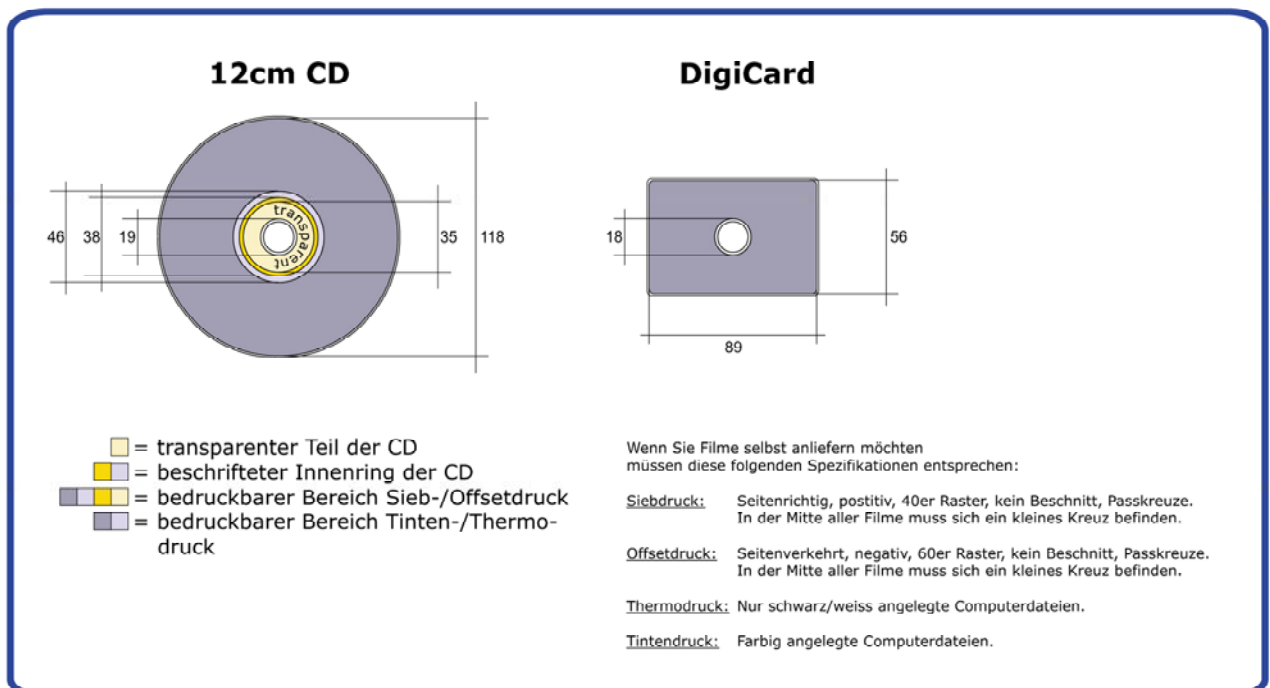 12cm CD
46
38
19
transparent
35
118
= transparenter Teil der CD
= beschrifteter Innenring der CD
= bedruckbarer Bereich Sieb-/Offsetdruck
= bedruckbarer Bereich Tinten-/Thermo-
druck
DigiCard
18
56
89
Wenn Sie Filme selbst anliefern möchten
müssen diese folgenden Spezifikationen entsprechen:
Siebdruck: Seitenrichtig, postitiv, 40er Raster, kein Beschnitt, Passkreuze.
In der Mitte aller Filme muss sich ein kleines Kreuz befinden.
Offsetdruck: Seitenverkehrt, negativ, 60er Raster, kein Beschnitt, Passkreuze.
In der Mitte aller Filme muss sich ein kleines Kreuz befinden.
Thermodruck: Nur schwarz/weiss angelegte Computerdateien.
Tintendruck: Farbig angelegte Computerdateien.